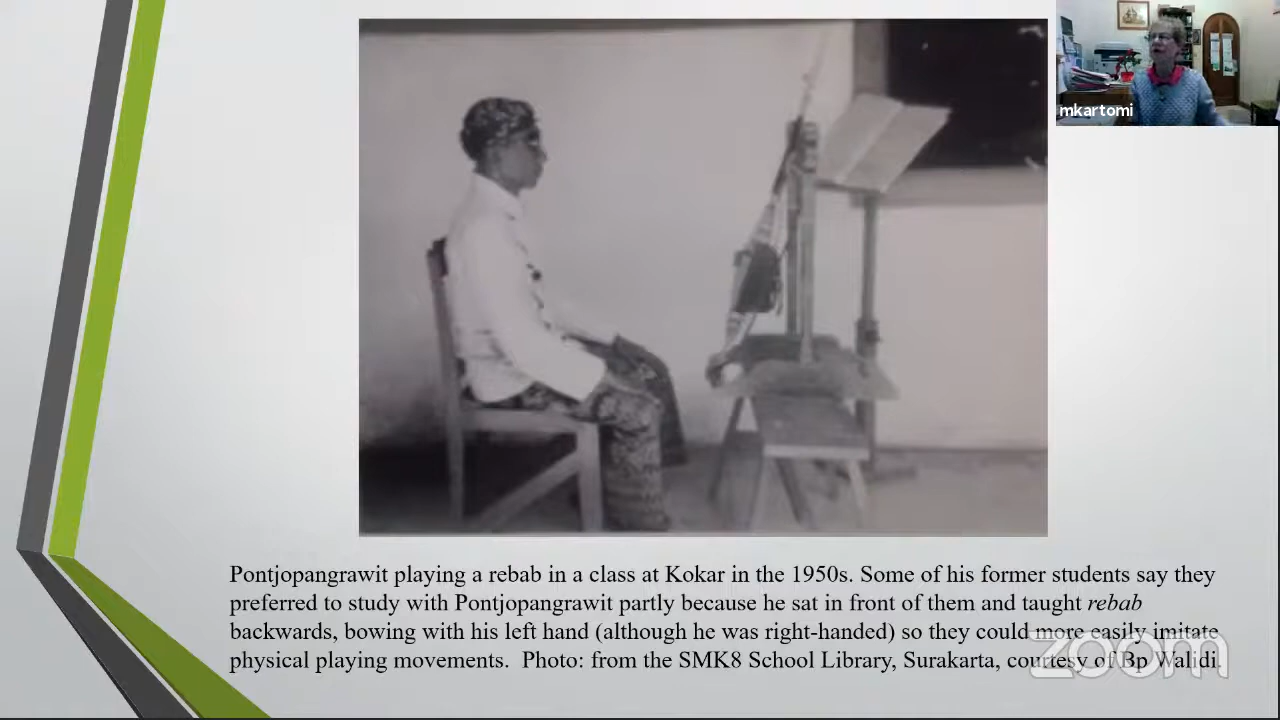 mkartomi
Pontjopangrawit playing a rebab in a class at Kokar in the 1950s. Some of his former students say they
preferred to study with Pontjopangrawit partly because he sat in front of them and taught rebab
backwards, bowing with his left hand (although he was right-handed) so they could more easily imitate
physical playing movements.  Photo: from the SMK8 School Library, Surakarta, courtesy of Bp Walidi.
zoom